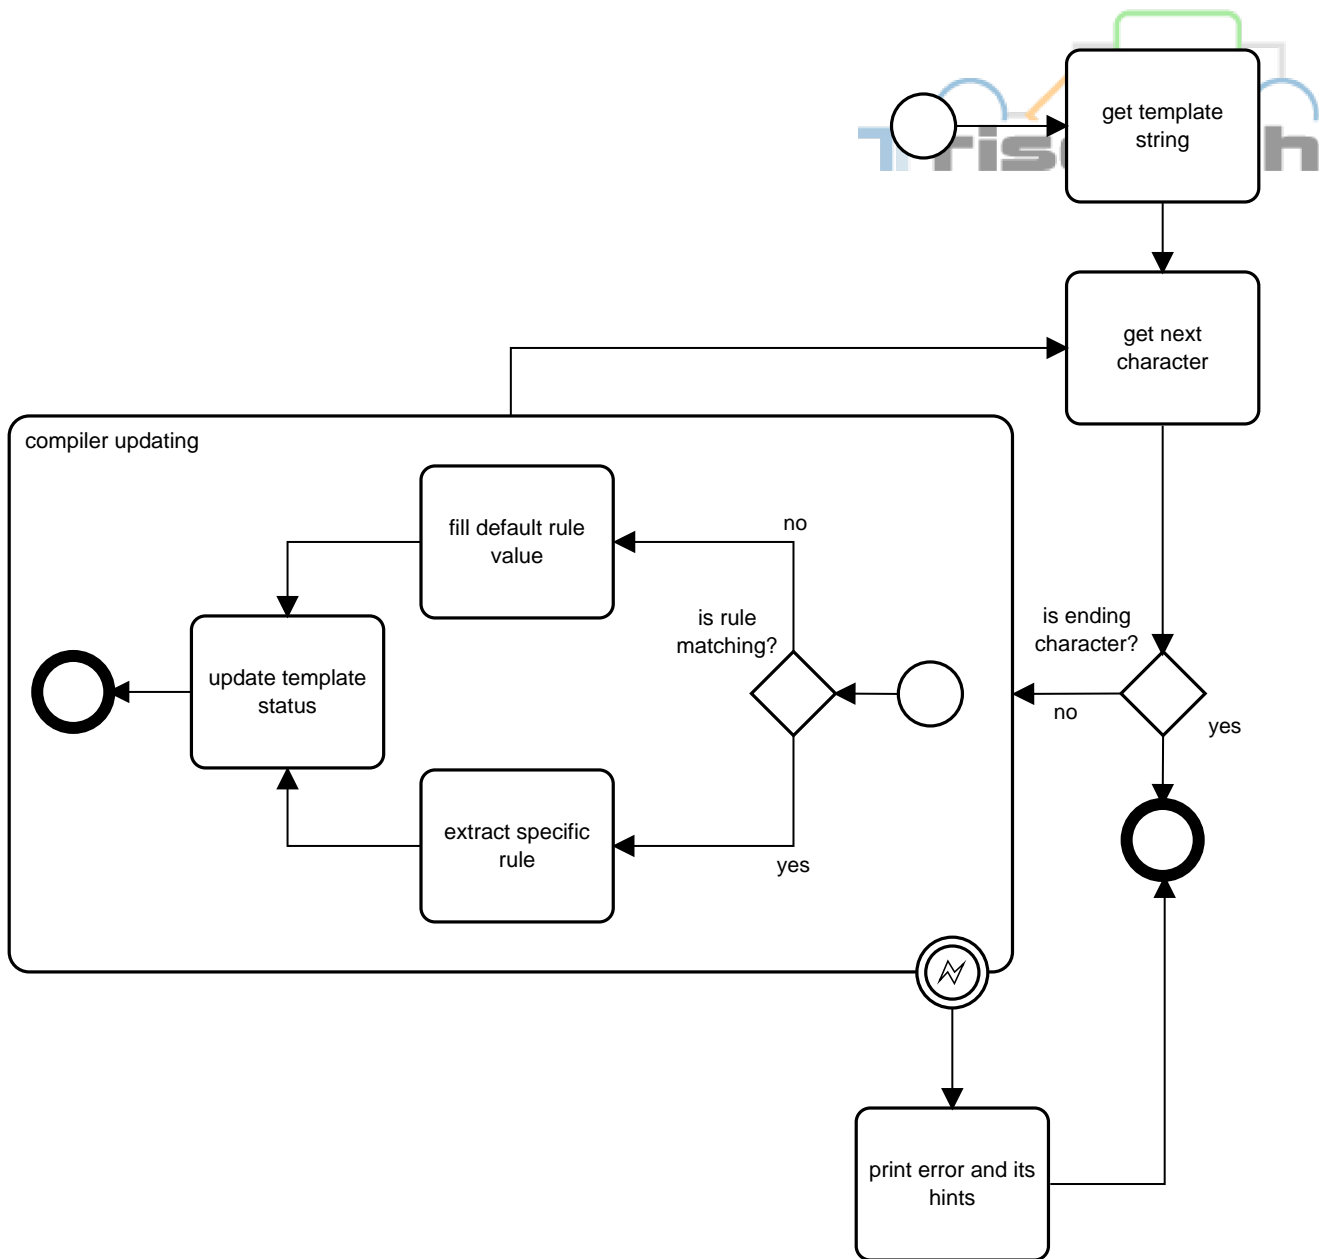 get template
string
get next
character
compiler updating
fill default rule
value
no
is rule
matching?
is ending
character?
update template
status
no
yes
extract specific
rule
yes
print error and its
hints